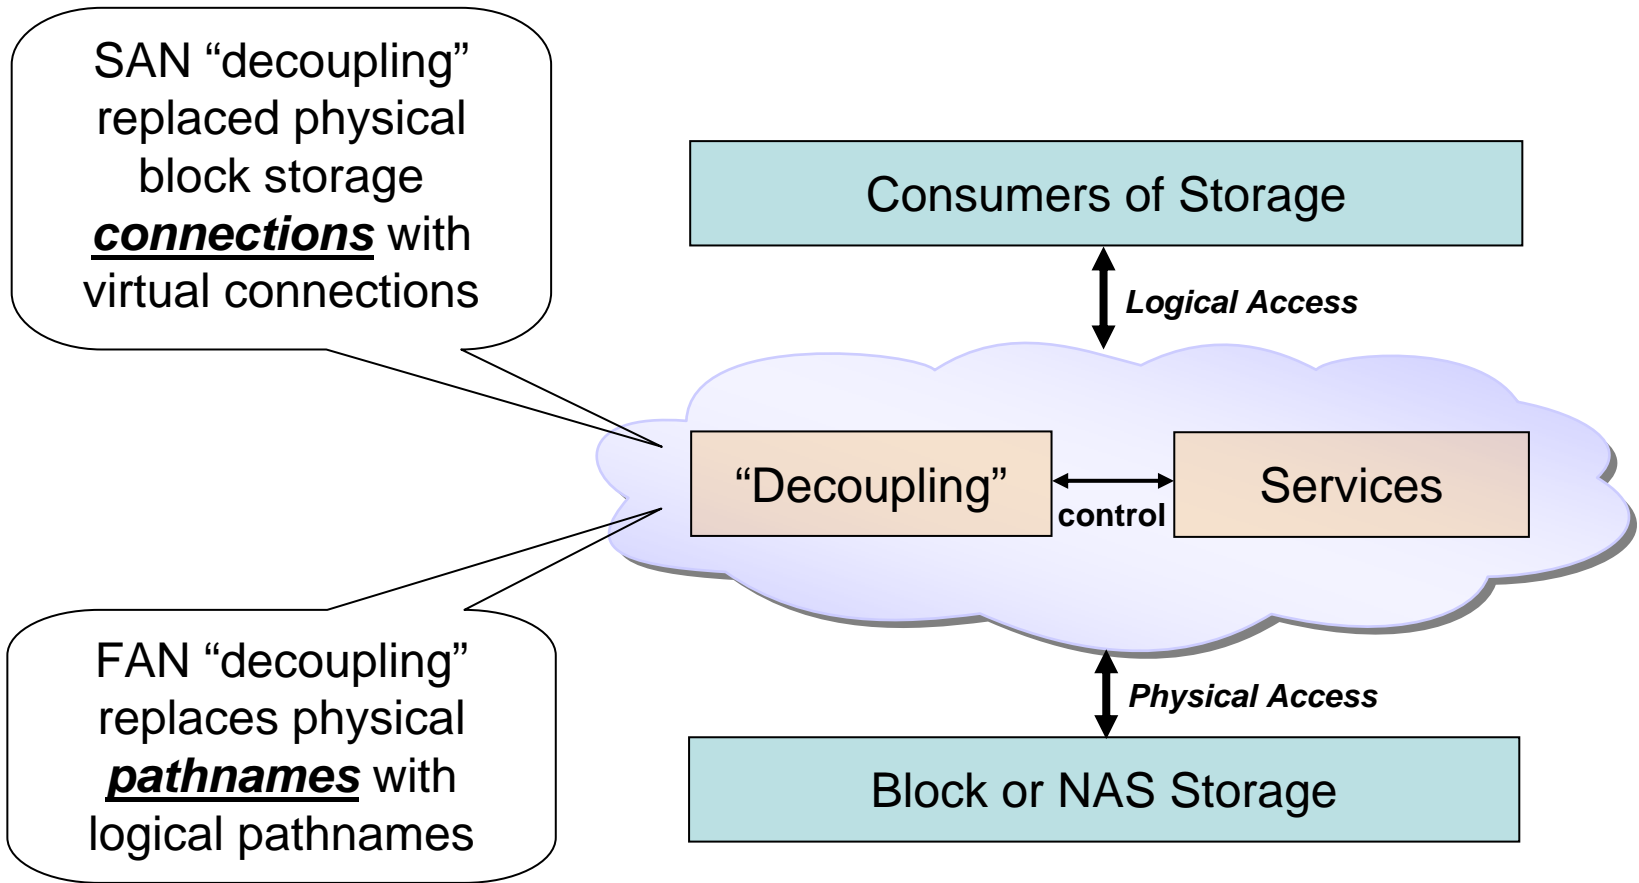 SAN “decoupling”
replaced physical
block storage
connections with
virtual connections
Consumers of Storage
Logical Access
“Decoupling”
control
Services
FAN “decoupling”
replaces physical
pathnames with
logical pathnames
Physical Access
Block or NAS Storage